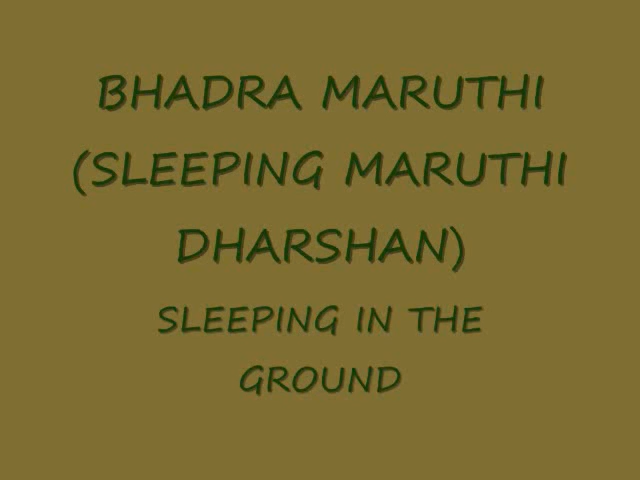 BHADRA MARUTHI
(SLEEPING MARUTHI
DHARSHAN)
SLEEPING IN THE
GROUND